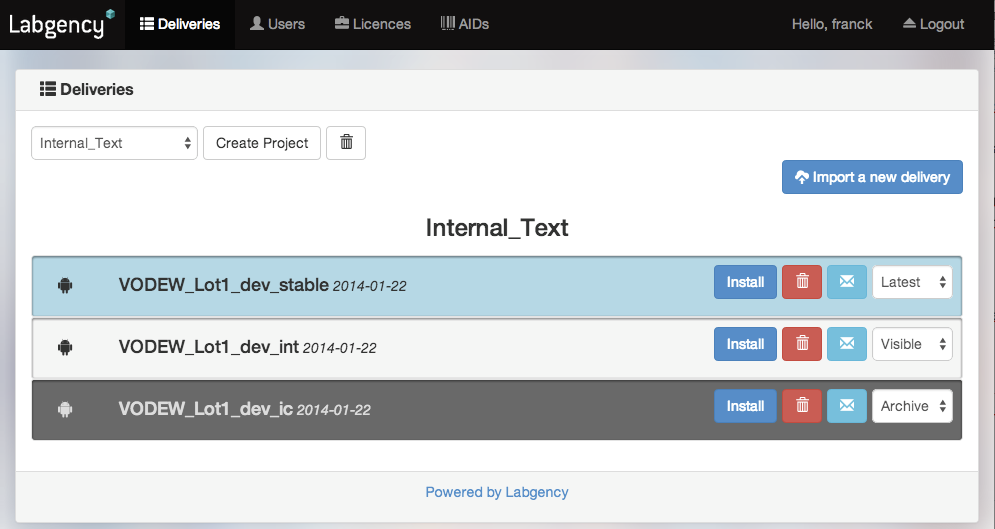 Labgency Deliveries Users Licences AIDs Hello, franck Logout
Deliveries
Internal_Text Create Project
Import a new delivery
Internal_Text
VODEW_Lot1_dev_stable 2014-01-22 Install Latest
VODEW_Lot1_dev_int 2014-01-22 Install Visible
VODEW_Lot1_dev_ic 2014-01-22 Install Archive
Powered by Labgency